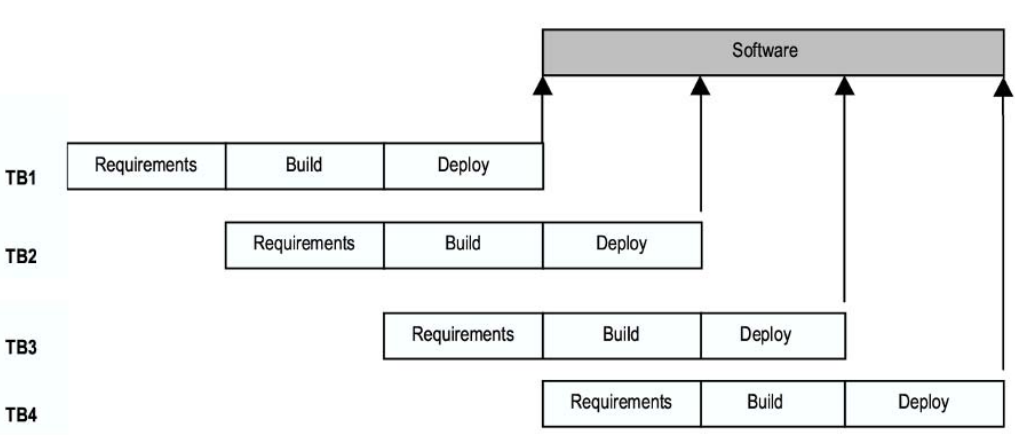 Software
TB1 Requirements Build Deploy
TB2 Requirements Build Deploy
TB3 Requirements Build Deploy
TB4 Requirements Build Deploy